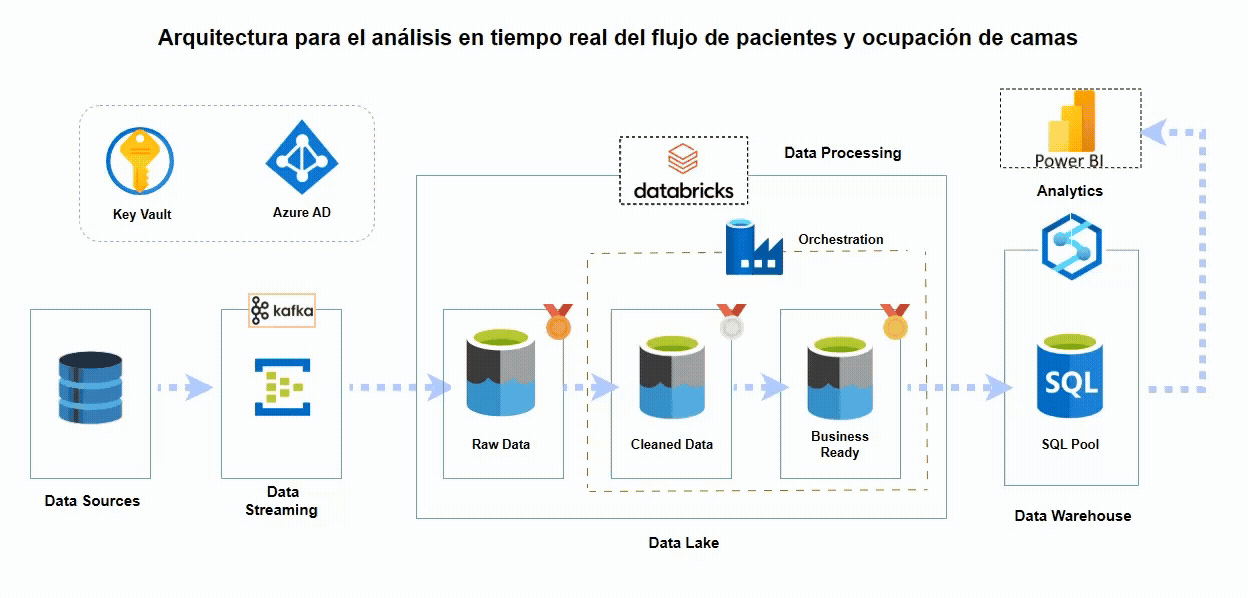 Arquitectura para el análisis en tiempo real del flujo de pacientes y ocupación de camas
Key Vault
Azure AD
databricks
Data Processing
Orchestration
Power BI
Analytics
kafka
Data Sources
Data
Streaming
Raw Data
Cleaned Data
Business
Ready
SQL
SQL Pool
Data Lake
Data Warehouse